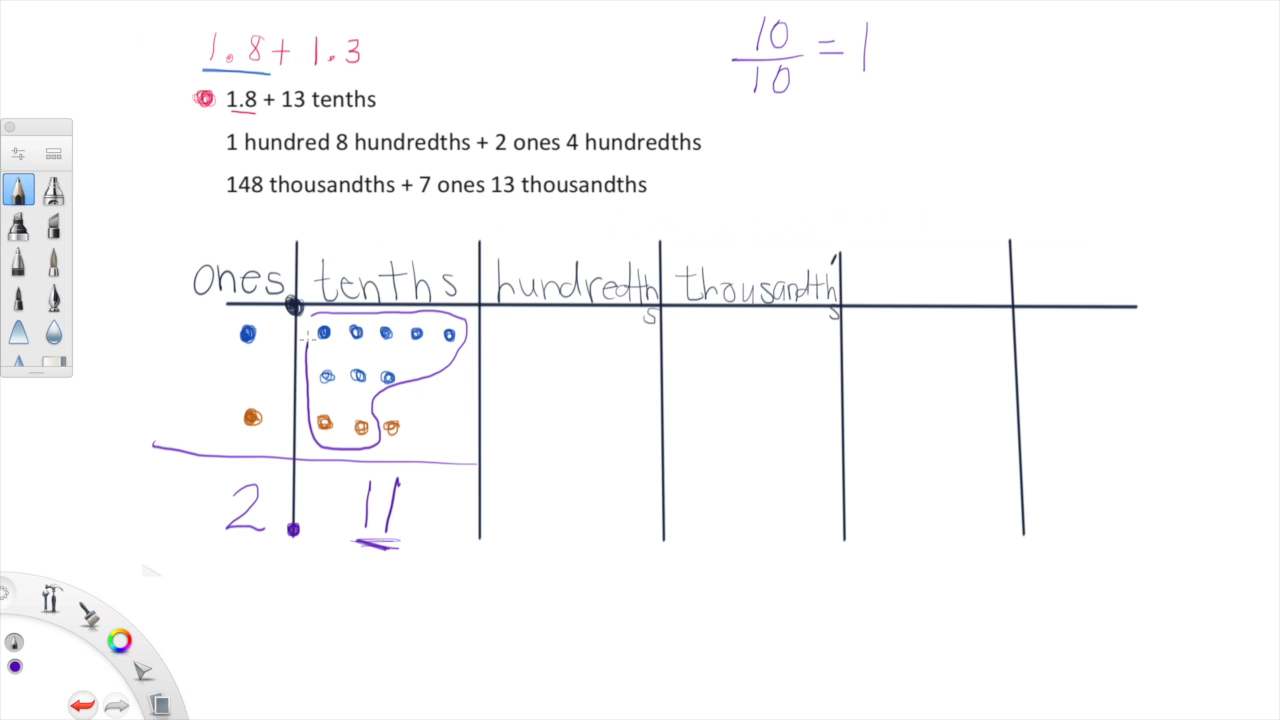 1.8 + 1.3
10/10 = 1
1.8 + 13 tenths
1 hundred 8 hundredths + 2 ones 4 hundredths
148 thousandths + 7 ones 13 thousandths
ones tenths hundredths thousandths
2 . 11